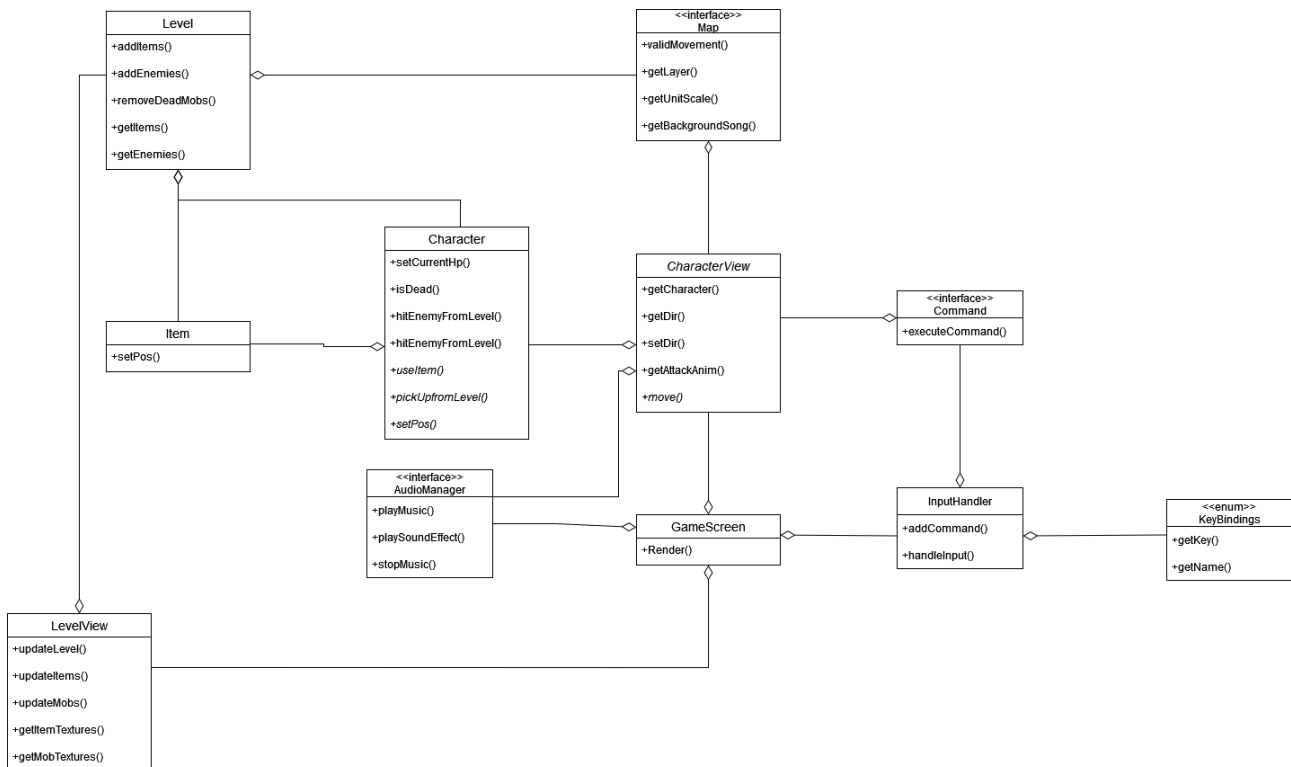 Level
+addItems()
+addEnemies()
+removeDeadMobs()
+getItems()
+getEnemies()
<<interface>>
Map
+validMovement()
+getLayer()
+getUnitScale()
+getBackgroundSong()
Character
+setCurrentHp()
+isDead()
+hitEnemyFromLevel()
+hitEnemyFromLevel()
+useItem()
+pickUpfromLevel()
+setPos()
CharacterView
+getCharacter()
+getDir()
+setDir()
+getAttackAnim()
+move()
<<interface>>
Command
+executeCommand()
Item
+setPos()
<<interface>>
AudioManager
+playMusic()
+playSoundEffect()
+stopMusic()
GameScreen
+Render()
InputHandler
+addCommand()
+handleInput()
<<enum>>
KeyBindings
+getKey()
+getName()
LevelView
+updateLevel()
+updateItems()
+updateMobs()
+getItemTextures()
+getMobTextures()